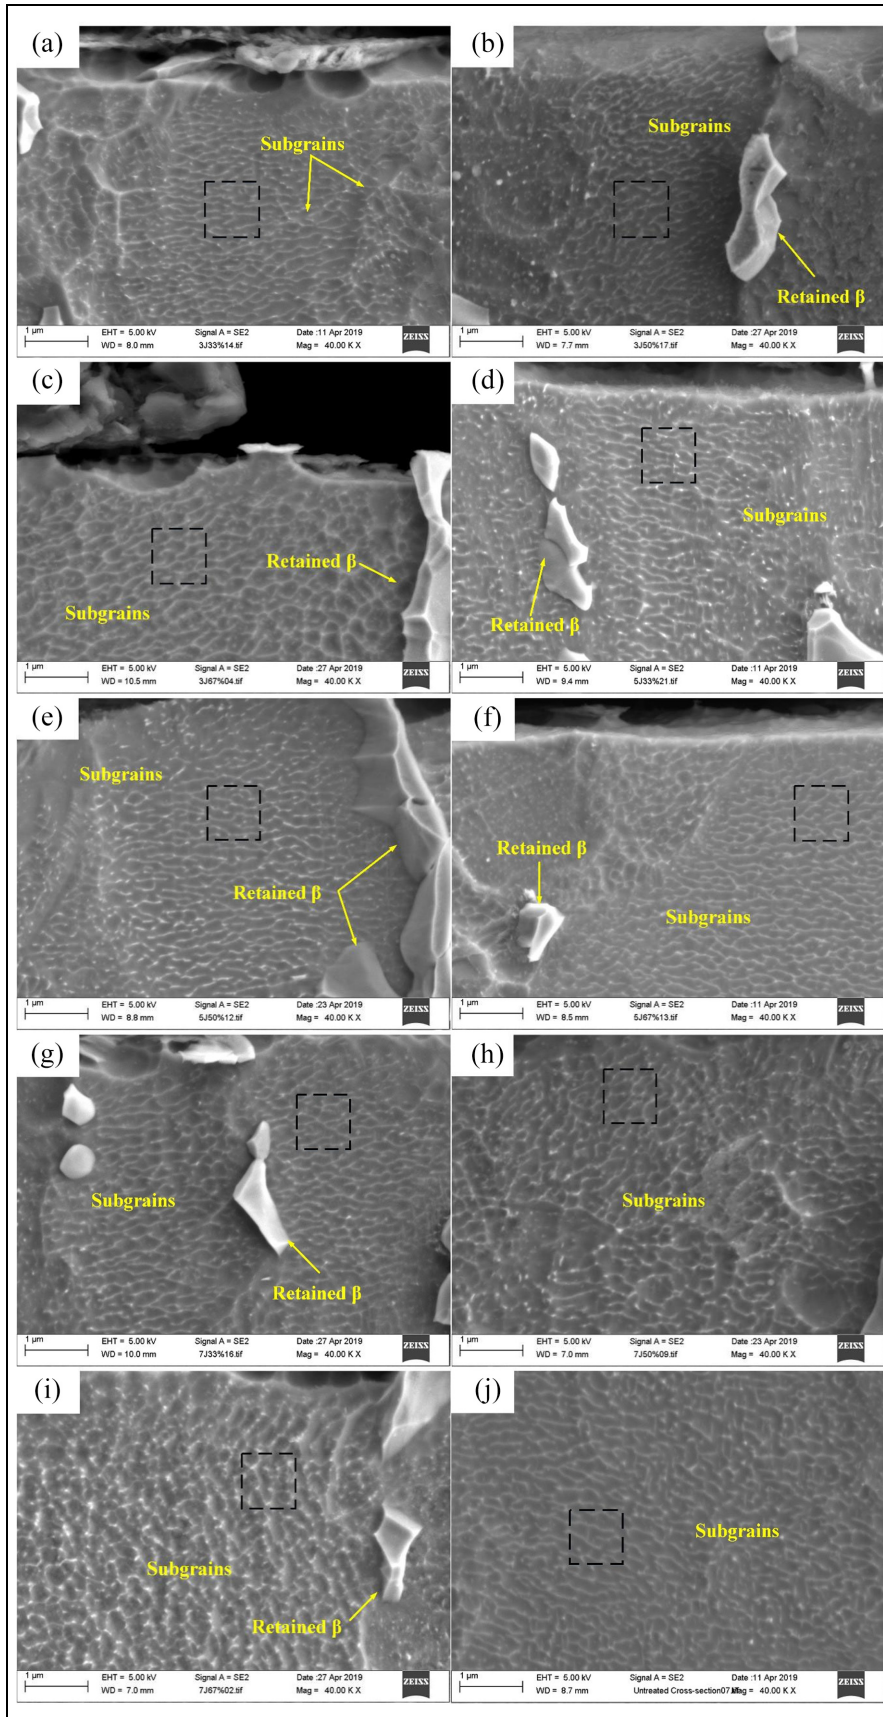 (a)
Subgrains
1 µm
EHT = 5.00 kV
Signal A = SE2
Date :11 Apr 2019
WD = 8.0 mm
3J33%14.tif
Mag = 40.00 K X
ZEISS
(b)
Subgrains
Retained β
1 µm
EHT = 5.00 kV
Signal A = SE2
Date :27 Apr 2019
WD = 7.7 mm
3J50%17.tif
Mag = 40.00 K X
ZEISS
(c)
Retained β
Subgrains
1 µm
EHT = 5.00 kV
Signal A = SE2
Date :27 Apr 2019
WD = 10.5 mm
3J67%04.tif
Mag = 40.00 K X
ZEISS
(d)
Subgrains
Retained β
1 µm
EHT = 5.00 kV
Signal A = SE2
Date :11 Apr 2019
WD = 9.4 mm
5J33%21.tif
Mag = 40.00 K X
ZEISS
(e)
Subgrains
Retained β
1 µm
EHT = 5.00 kV
Signal A = SE2
Date :23 Apr 2019
WD = 8.8 mm
5J50%12.tif
Mag = 40.00 K X
ZEISS
(f)
Retained β
Subgrains
1 µm
EHT = 5.00 kV
Signal A = SE2
Date :11 Apr 2019
WD = 8.5 mm
5J67%13.tif
Mag = 40.00 K X
ZEISS
(g)
Subgrains
Retained β
1 µm
EHT = 5.00 kV
Signal A = SE2
Date :27 Apr 2019
WD = 10.0 mm
7J33%16.tif
Mag = 40.00 K X
ZEISS
(h)
Subgrains
1 µm
EHT = 5.00 kV
Signal A = SE2
Date :23 Apr 2019
WD = 7.0 mm
7J50%09.tif
Mag = 40.00 K X
ZEISS
(i)
Subgrains
Retained β
1 µm
EHT = 5.00 kV
Signal A = SE2
Date :27 Apr 2019
WD = 7.0 mm
7J67%02.tif
Mag = 40.00 K X
ZEISS
(j)
Subgrains
1 µm
EHT = 5.00 kV
Signal A = SE2
Date :11 Apr 2019
WD = 8.7 mm
Untreated Cross-section07
= 40.00 K X
ZEISS